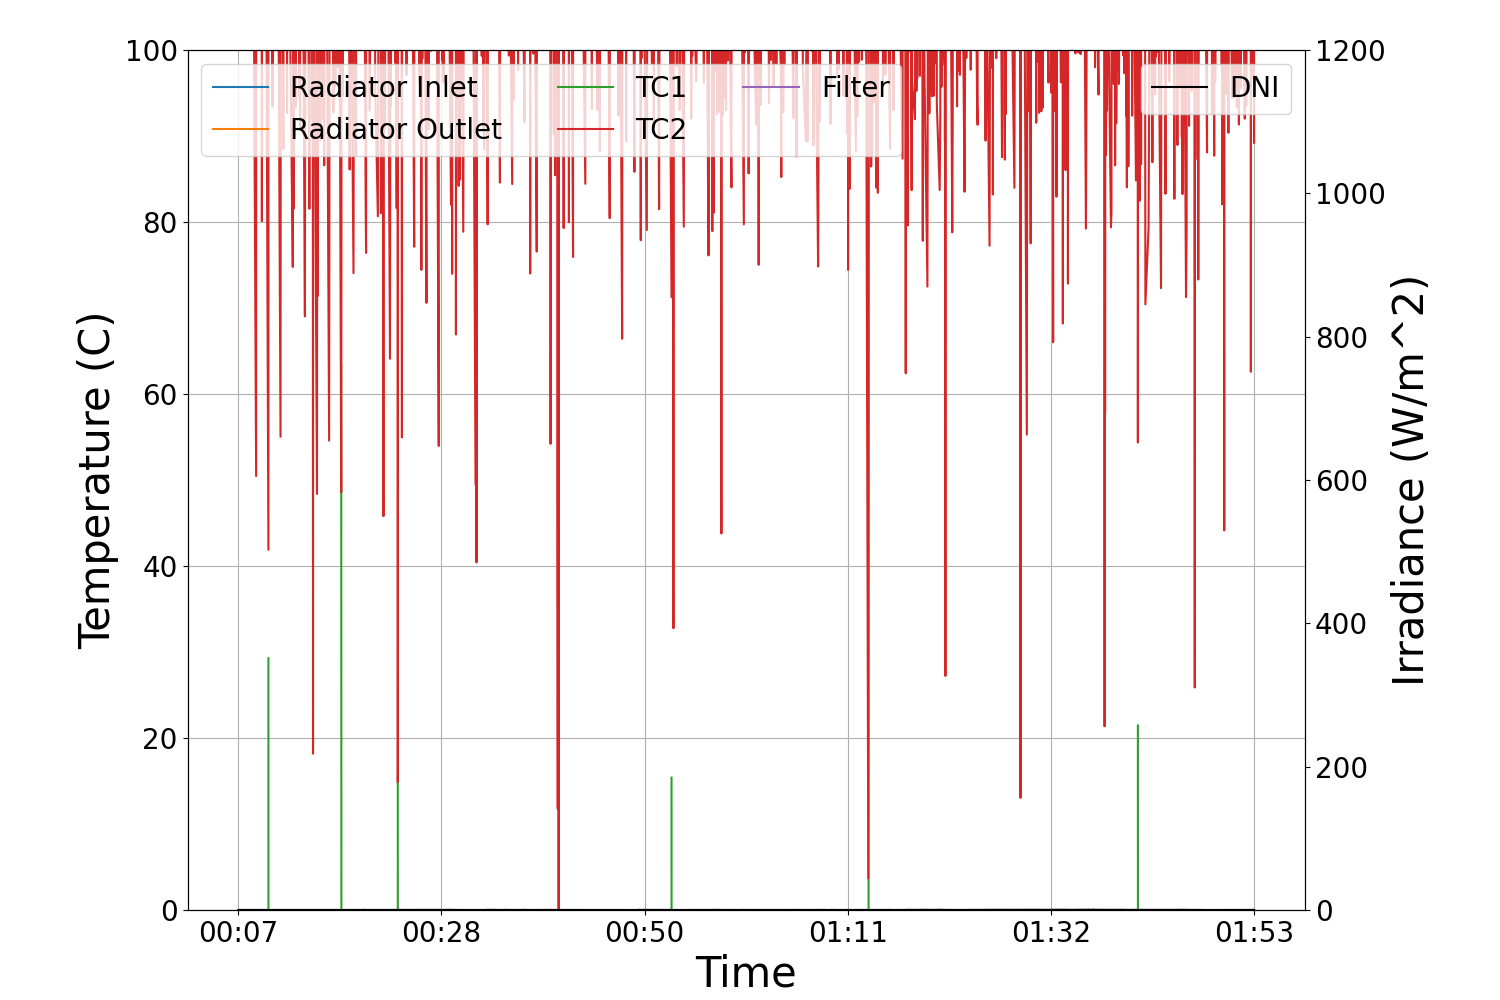 100
1200
Radiator Inlet
TC1
Filter
DNI
Radiator Outlet
TC2
1000
80
800
60
600
40
400
20
200
0
0
Temperature (C)
Irradiance (W/m^2)
00:07
00:28
00:50
01:11
01:32
01:53
Time